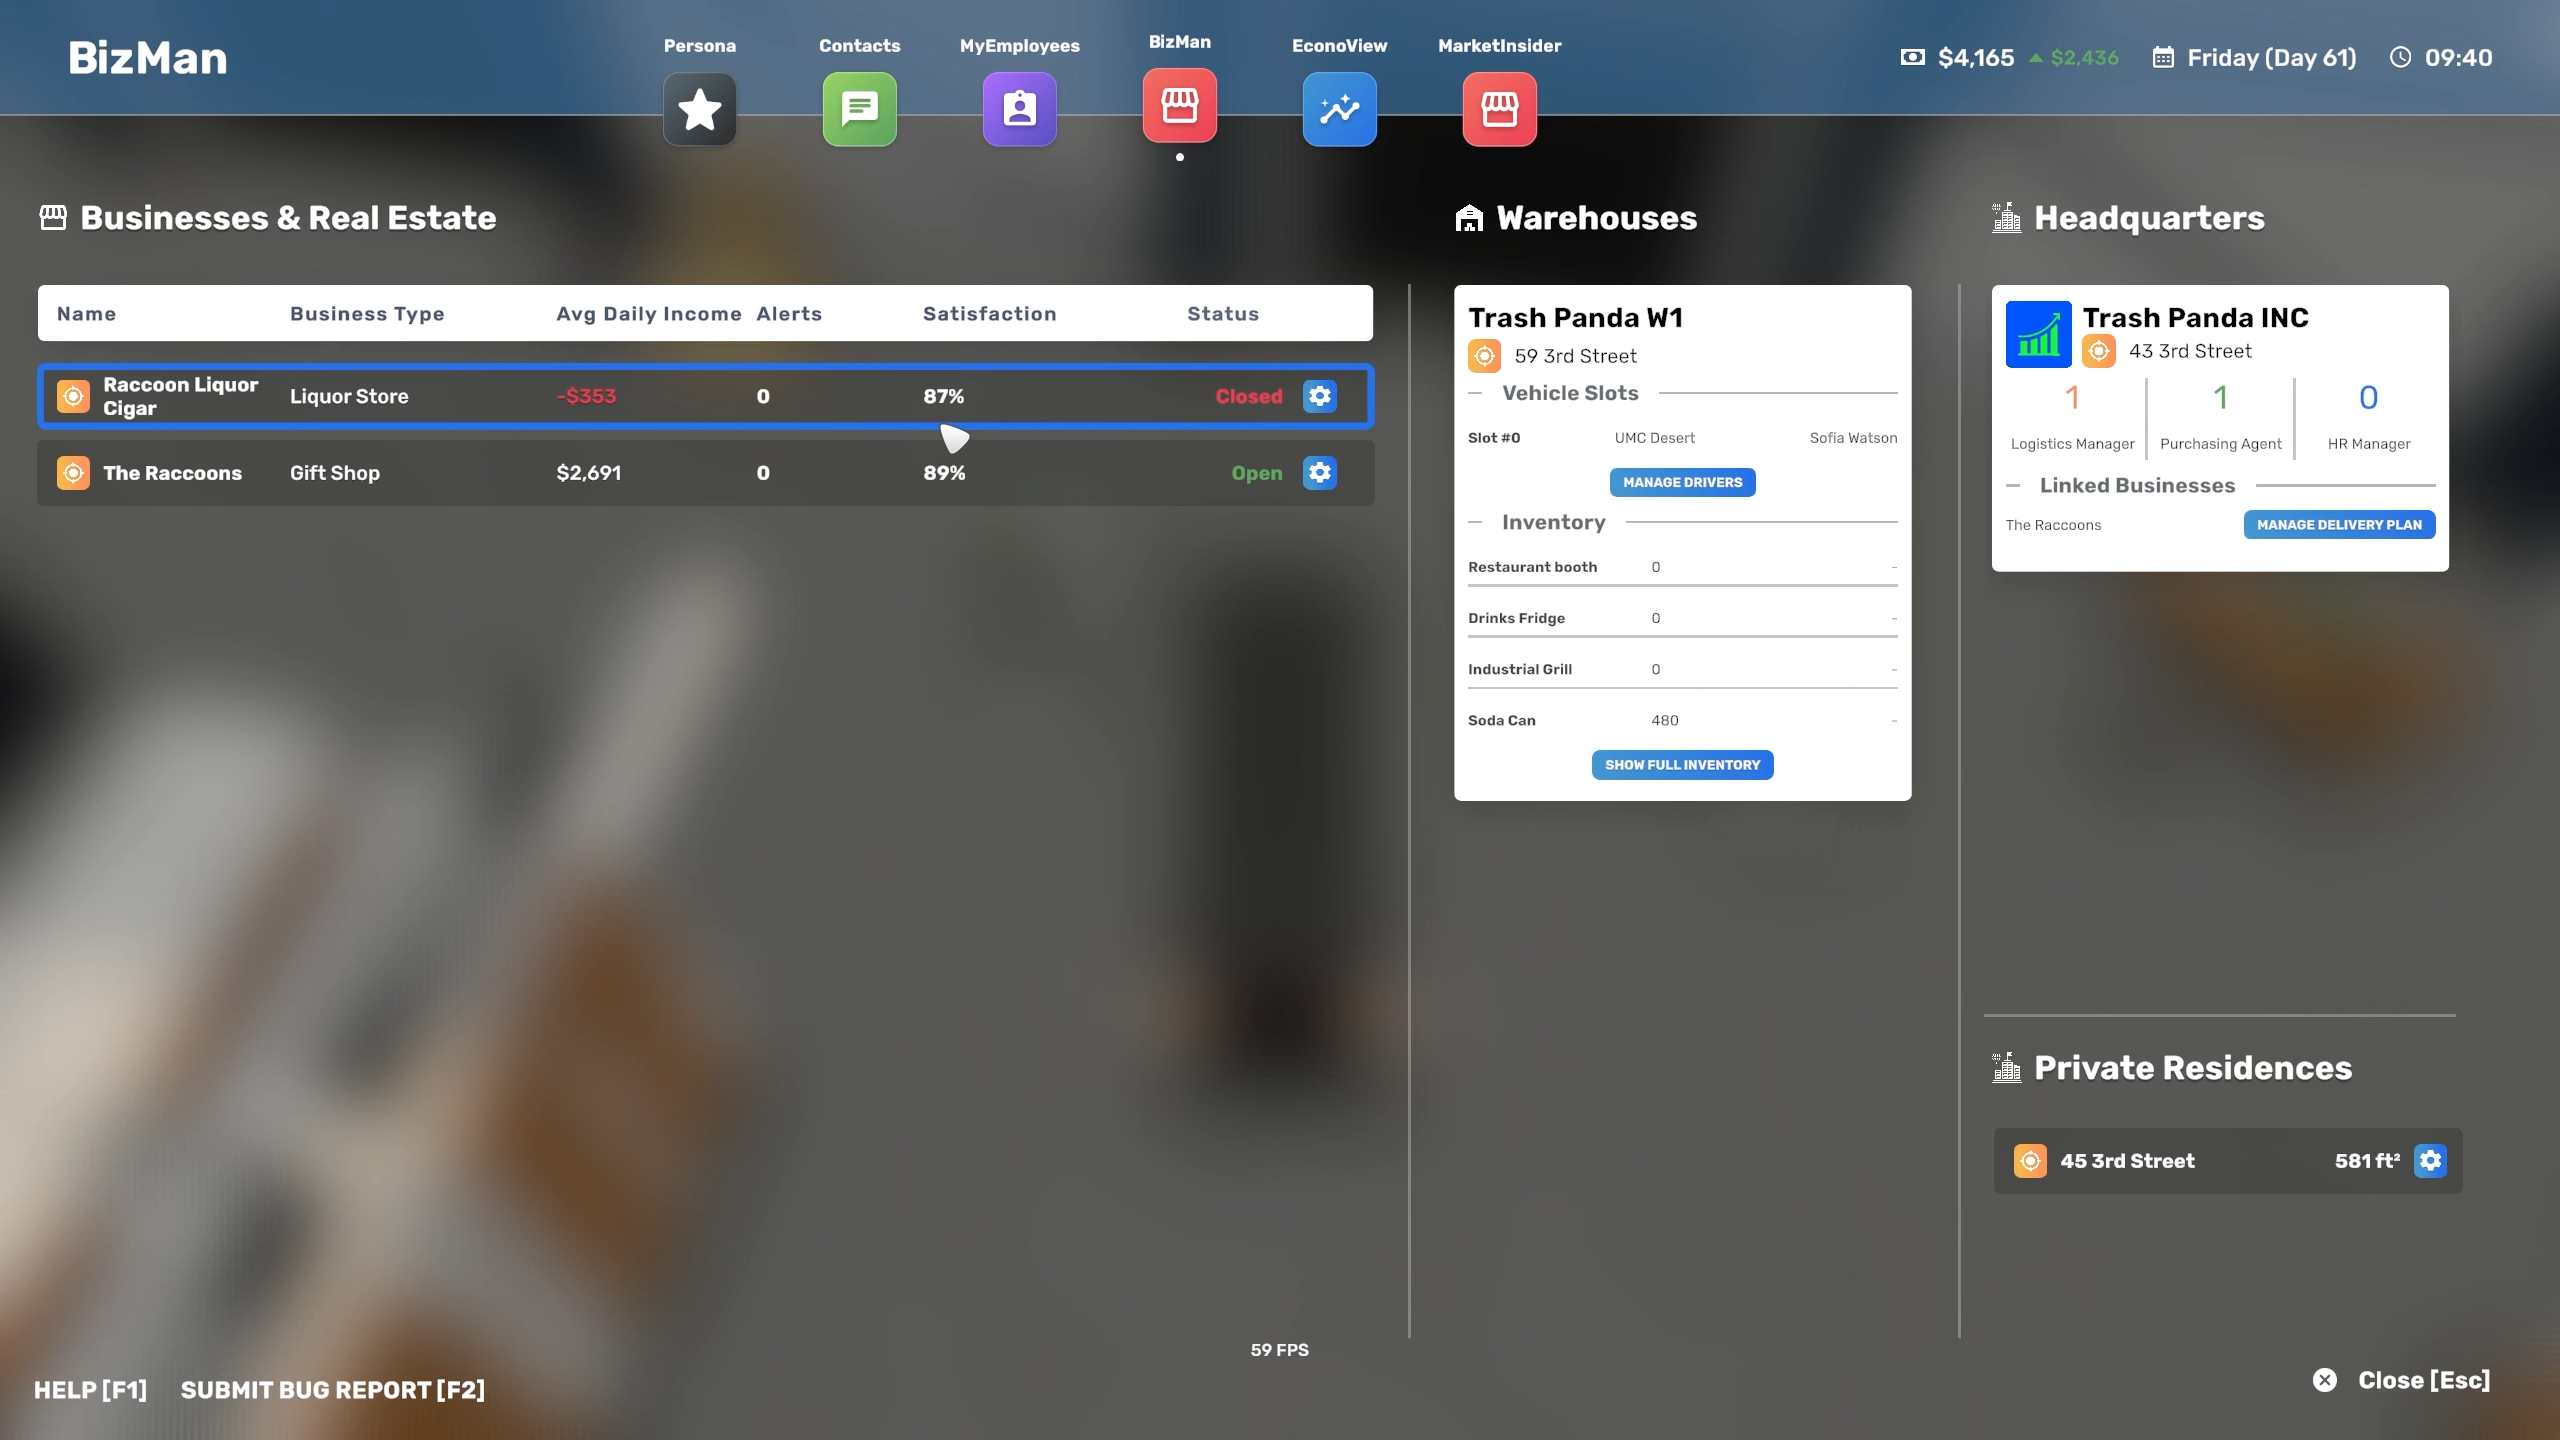 BizMan
Persona
Contacts
MyEmployees
BizMan
EconoView
MarketInsider
$4,165 $2,436 Friday (Day 61) 09:40
Businesses & Real Estate
Name Business Type Avg Daily Income Alerts Satisfaction Status
Raccoon Liquor
Cigar
Liquor Store -$353 0 87% Closed
The Raccoons Gift Shop $2,691 0 89% Open
Warehouses
Trash Panda W1
59 3rd Street
Vehicle Slots
Slot #0 UMC Desert Sofia Watson
MANAGE DRIVERS
Inventory
Restaurant booth 0 -
Drinks Fridge 0 -
Industrial Grill 0 -
Soda Can 480 -
SHOW FULL INVENTORY
Headquarters
Trash Panda INC
43 3rd Street
1 1 0
Logistics Manager Purchasing Agent HR Manager
Linked Businesses
The Raccoons MANAGE DELIVERY PLAN
Private Residences
45 3rd Street 581 ft²
59 FPS
HELP [F1] SUBMIT BUG REPORT [F2]
Close [Esc]